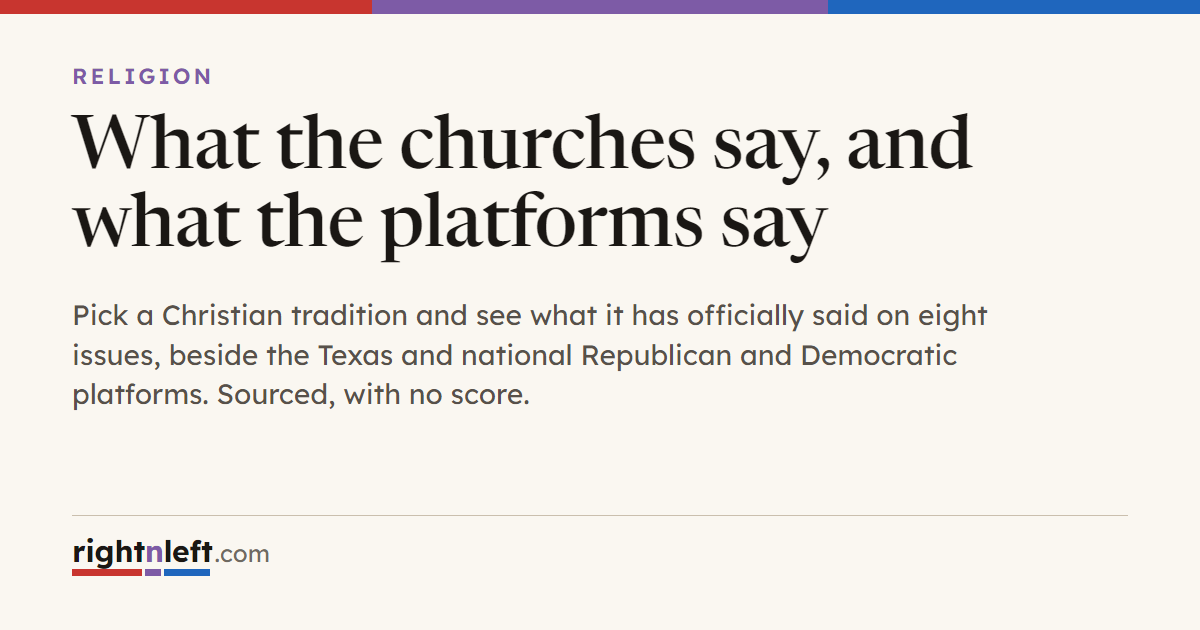 RELIGION
What the churches say, and
what the platforms say
Pick a Christian tradition and see what it has officially said on eight
issues, beside the Texas and national Republican and Democratic
platforms. Sourced, with no score.
rightnleft.com